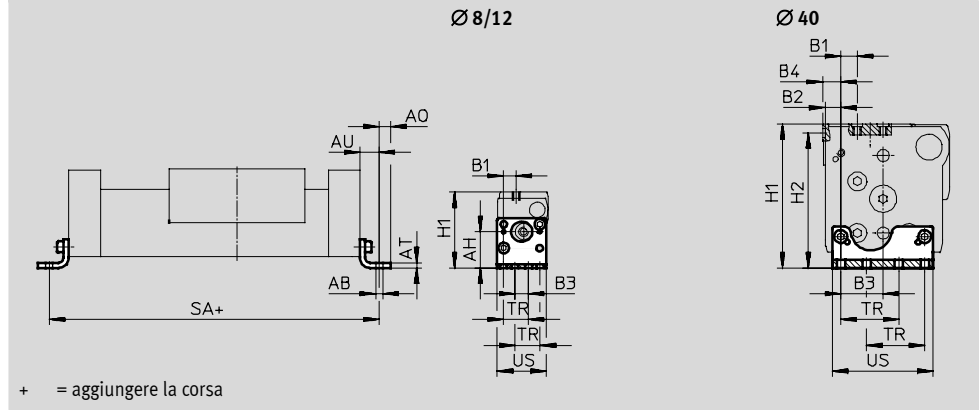 ⌀ 8/12
⌀ 40
B1
B4
B2
AO
AU
B1
H1
H2
H1
AH
AT
AB
B3
B3
SA+
TR
TR
TR
TR
US
US
+ = aggiungere la corsa